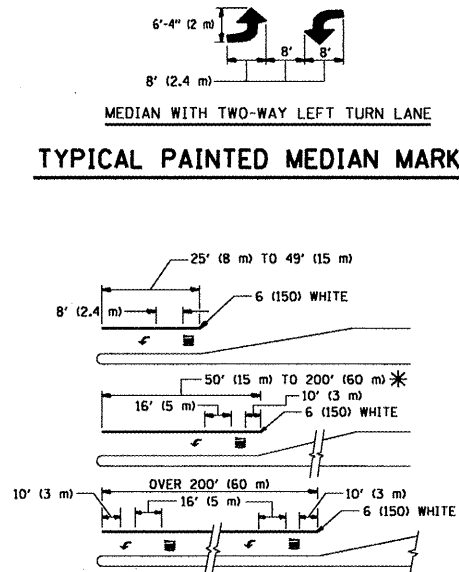 6'-4" (2 m)
8' 8'
8' (2.4 m)
MEDIAN WITH TWO-WAY LEFT TURN LANE
TYPICAL PAINTED MEDIAN MARK
25' (8 m) TO 49' (15 m)
8' (2.4 m)
6 (150) WHITE
50' (15 m) TO 200' (60 m) *
16' (5 m)
10' (3 m)
6 (150) WHITE
OVER 200' (60 m)
10' (3 m)
16' (5 m)
10' (3 m)
6 (150) WHITE